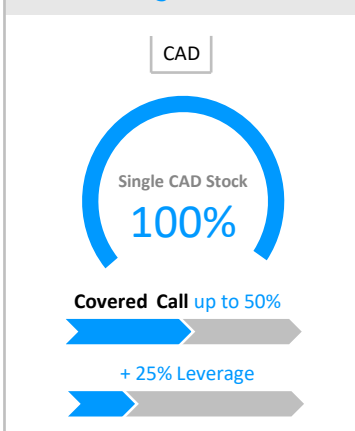 CAD
Single CAD Stock
100%
Covered Call up to 50%
+ 25% Leverage